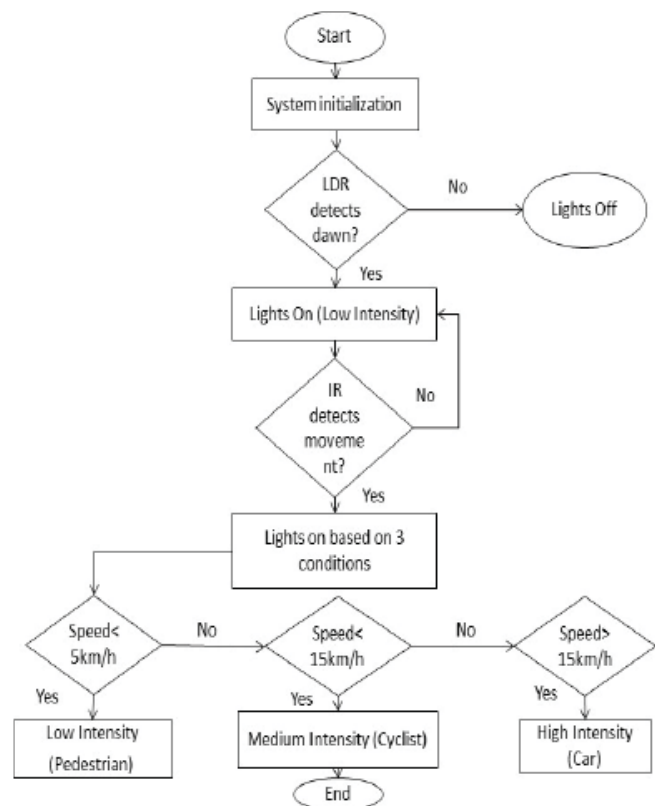 Start
System initialization
LDR
detects
dawn?
No
Lights Off
Yes
Lights On (Low Intensity)
IR
detects
moveme
nt?
No
Yes
Lights on based on 3
conditions
Speed<
5km/h
No
Speed<
15km/h
No
Speed>
15km/h
Yes
Yes
Yes
Low Intensity
(Pedestrian)
Medium Intensity (Cyclist)
High Intensity
(Car)
End